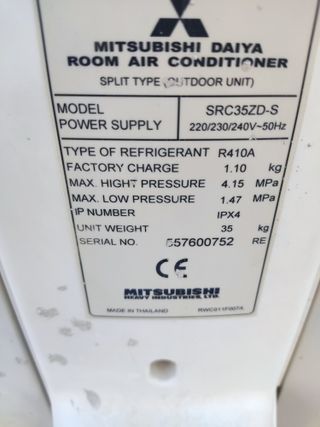 MITSUBISHI DAIYA
ROOM AIR CONDITIONER
SPLIT TYPE (OUTDOOR UNIT)
MODEL SRC35ZD-S
POWER SUPPLY 220/230/240V~50Hz
TYPE OF REFRIGERANT R410A
FACTORY CHARGE 1.10 kg
MAX. HIGHT PRESSURE 4.15 MPa
MAX. LOW PRESSURE 1.47 MPa
IP NUMBER IPX4
UNIT WEIGHT 35 kg
SERIAL NO. 557600752 RE
CE
MITSUBISHI
HEAVY INDUSTRIES, LTD.
MADE IN THAILAND